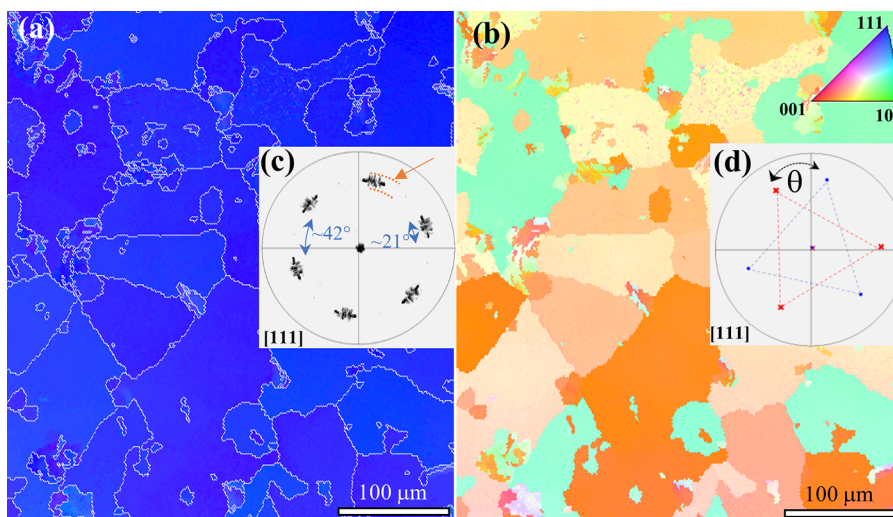 (a)
(b)
111
001
10
(c)
~42°
~21°
[111]
(d)
θ
[111]
100 µm
100 µm